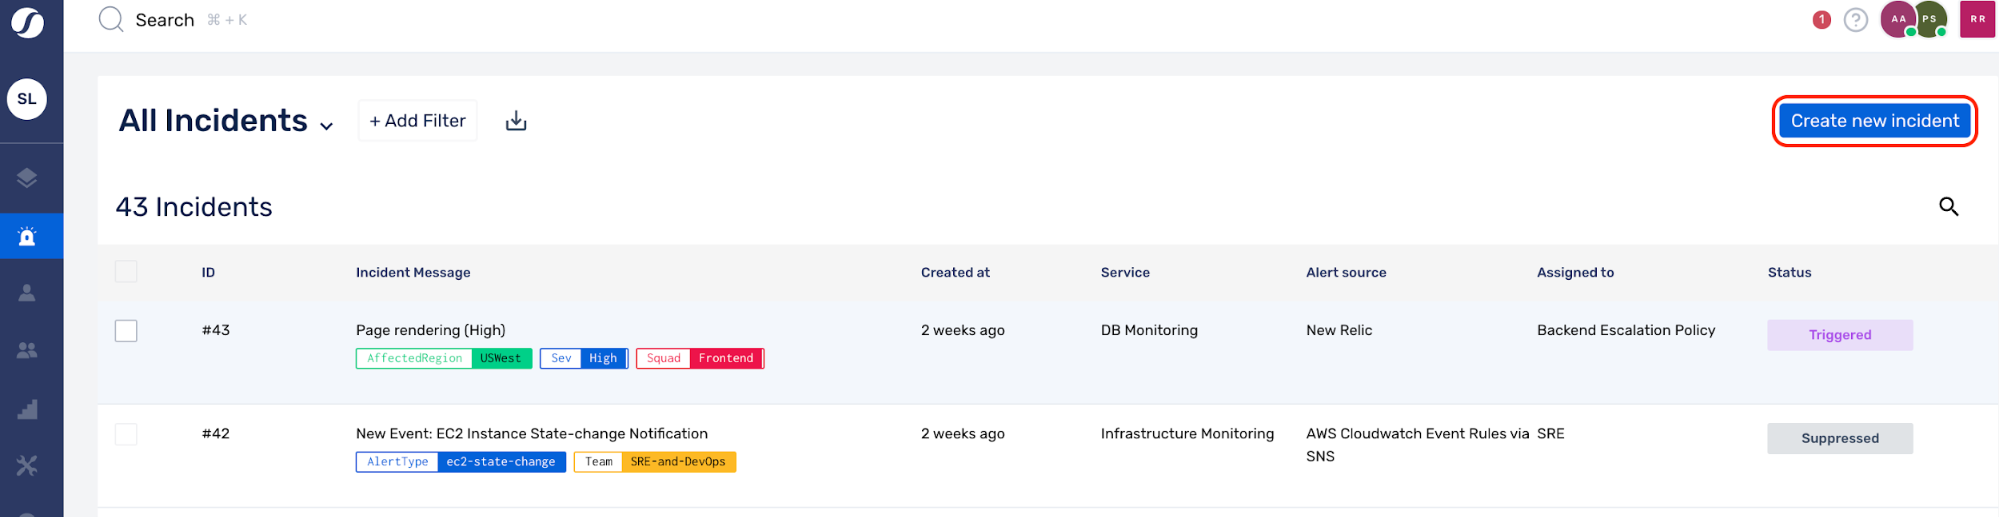 Search ⌘ + K
1 ? AA PS RR
SL
All Incidents + Add Filter Create new incident
43 Incidents
ID Incident Message Created at Service Alert source Assigned to Status
#43 Page rendering (High) 2 weeks ago DB Monitoring New Relic Backend Escalation Policy Triggered
AffectedRegion USWest Sev High Squad Frontend
#42 New Event: EC2 Instance State-change Notification 2 weeks ago Infrastructure Monitoring AWS Cloudwatch Event Rules via SRE Suppressed
SNS
AlertType ec2-state-change Team SRE-and-DevOps